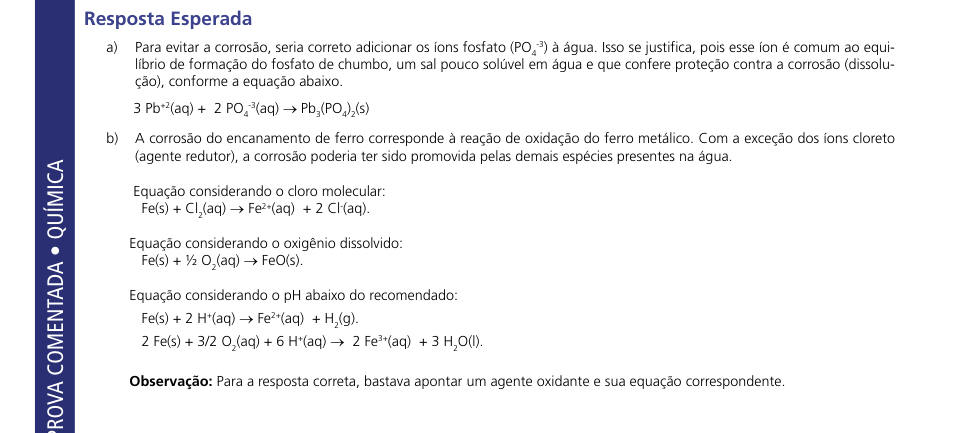 Resposta Esperada
a) Para evitar a corrosão, seria correto adicionar os íons fosfato (PO₄⁻³) à água. Isso se justifica, pois esse íon é comum ao equi-
líbrio de formação do fosfato de chumbo, um sal pouco solúvel em água e que confere proteção contra a corrosão (dissolu-
ção), conforme a equação abaixo.
3 Pb⁺²(aq) + 2 PO₄⁻³(aq) → Pb₃(PO₄)₂(s)
b) A corrosão do encanamento de ferro corresponde à reação de oxidação do ferro metálico. Com a exceção dos íons cloreto
(agente redutor), a corrosão poderia ter sido promovida pelas demais espécies presentes na água.
Equação considerando o cloro molecular:
Fe(s) + Cl₂(aq) → Fe²⁺(aq) + 2 Cl⁻(aq).
Equação considerando o oxigênio dissolvido:
Fe(s) + ½ O₂(aq) → FeO(s).
Equação considerando o pH abaixo do recomendado:
Fe(s) + 2 H⁺(aq) → Fe²⁺(aq) + H₂(g).
2 Fe(s) + 3/2 O₂(aq) + 6 H⁺(aq) → 2 Fe³⁺(aq) + 3 H₂O(l).
Observação: Para a resposta correta, bastava apontar um agente oxidante e sua equação correspondente.
PROVA COMENTADA • QUÍMICA